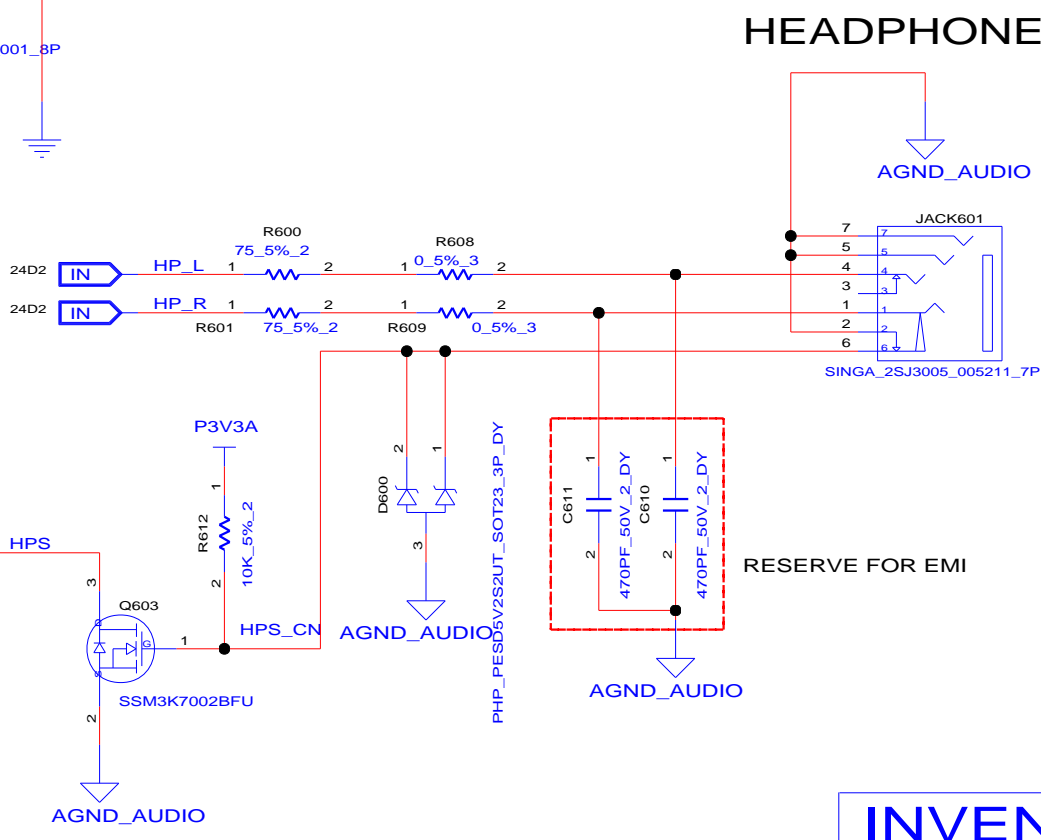 HEADPHONE
001_8P
AGND_AUDIO
JACK601
R600
75_5%_2
R608
0_5%_3
24D2 IN HP_L 1 2 1 2
24D2 IN HP_R 1 2 1 2
R601 75_5%_2 R609 0_5%_3
7 7
5 5
4 4
3 3
1 1
2 2
6 6
SINGA_2SJ3005_005211_7P
P3V3A
1
R612
10K_5%_2
2
2
1
D600
3
PHP_PESD5V2S2UT_SOT23_3P_DY
AGND_AUDIO
1
C611
470PF_50V_2_DY
2
1
C610
470PF_50V_2_DY
2
RESERVE FOR EMI
AGND_AUDIO
HPS
3
Q603
D
G
S
1
HPS_CN
SSM3K7002BFU
2
AGND_AUDIO
INVEN